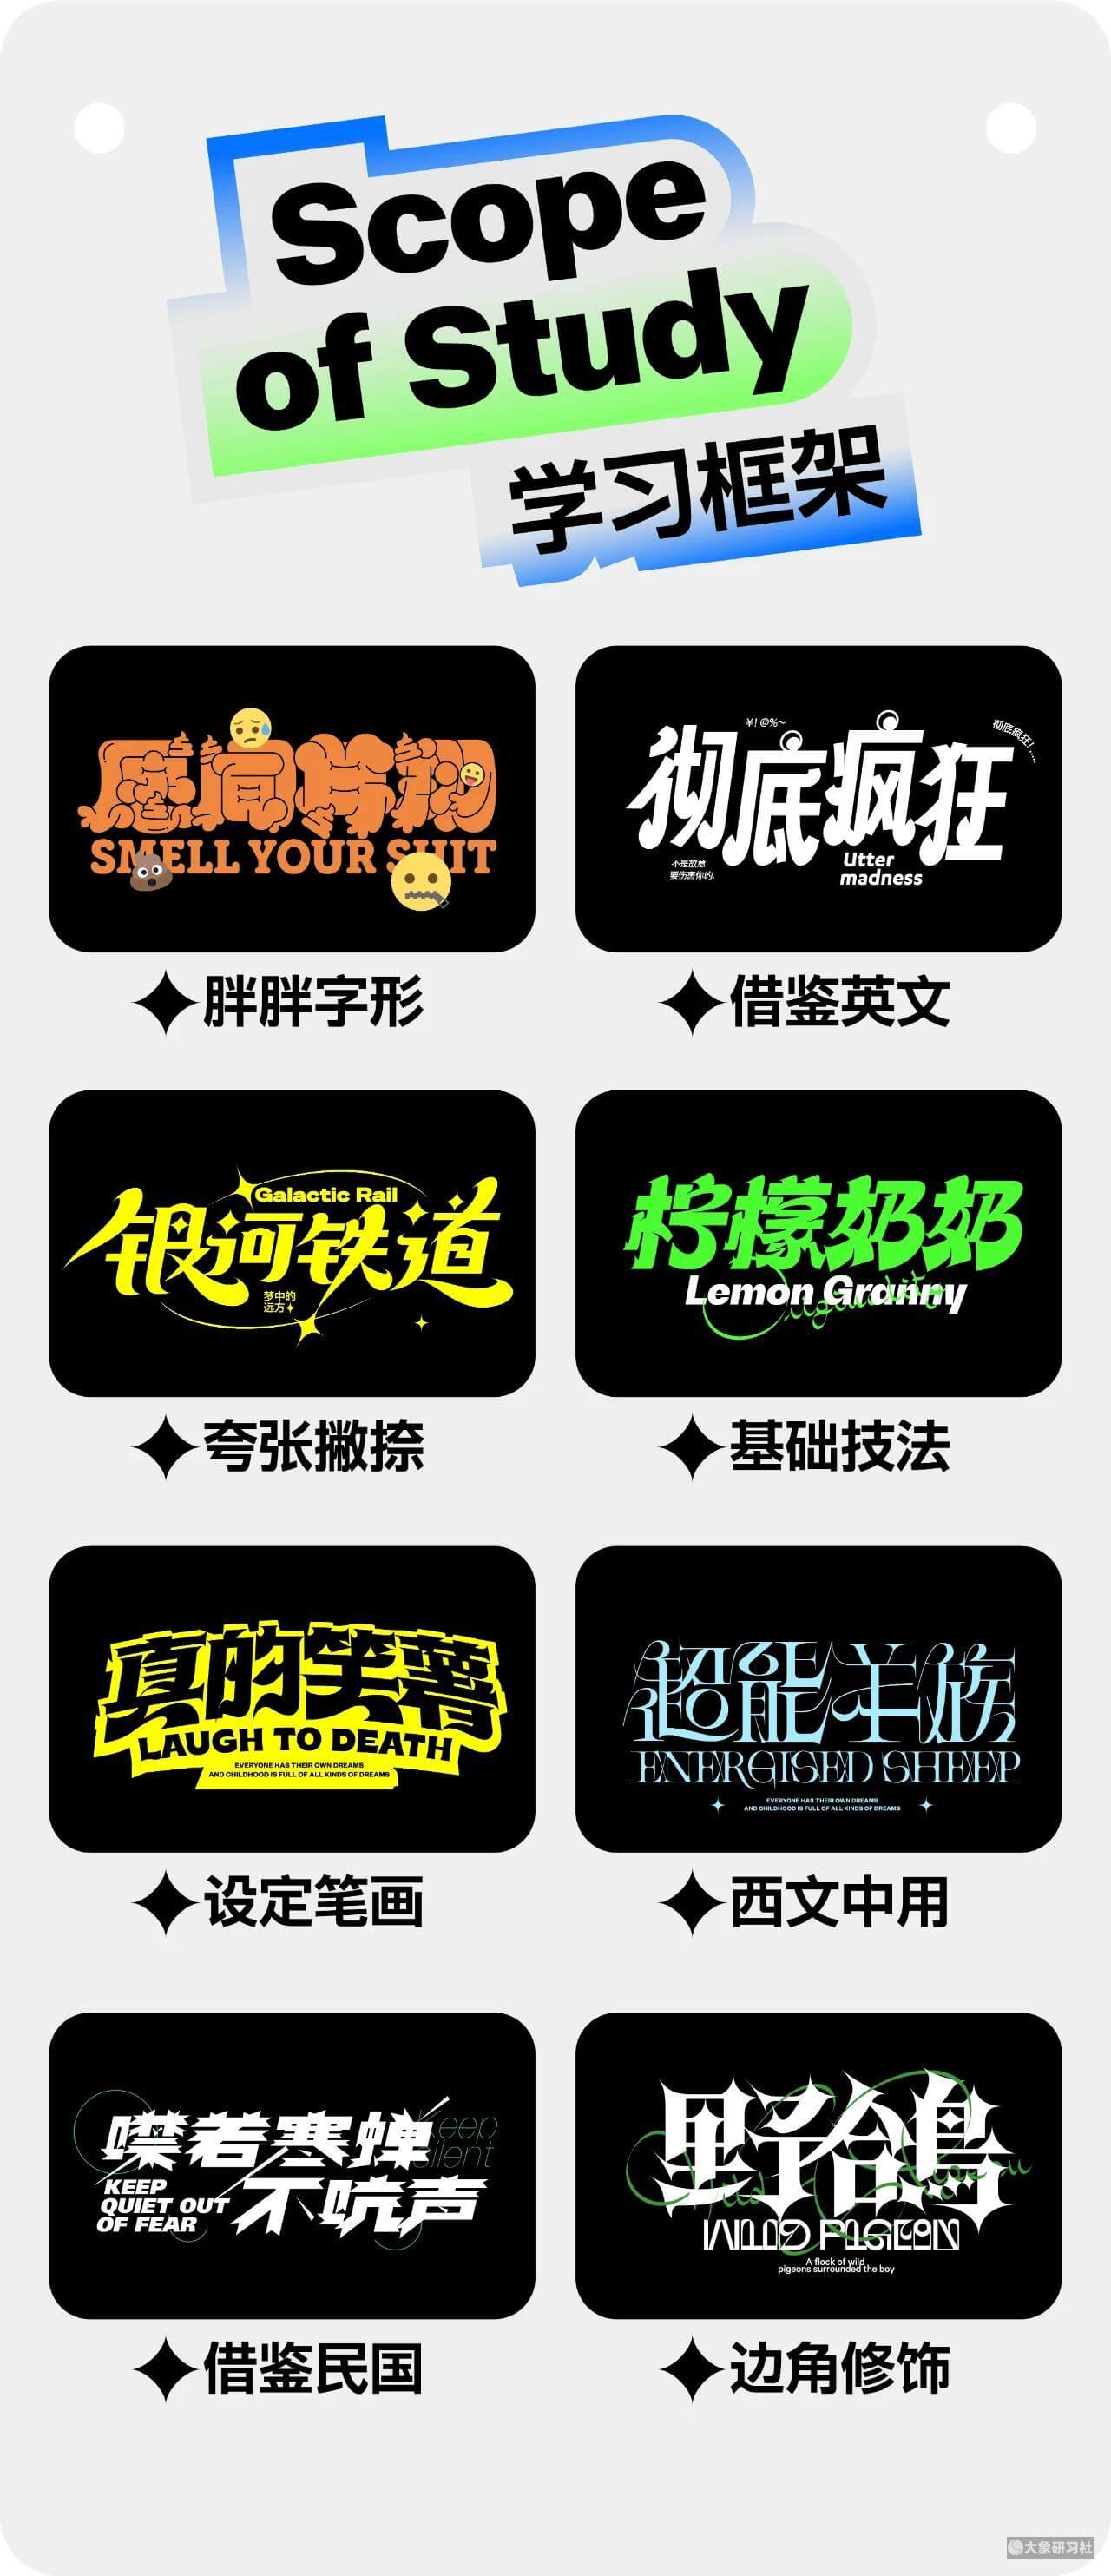 Scope
of Study
学习框架
SMELL YOUR SHIT
胖胖字形
¥!@%~
彻底疯狂!......
彻底疯狂
不是故意
要伤害你的.
Utter
madness
借鉴英文
Galactic Rail
银河铁道
梦中的
远方
夸张撇捺
柠檬奶奶
Lemon Granny
基础技法
真的笑薯
LAUGH TO DEATH
EVERYONE HAS THEIR OWN DREAMS
AND CHILDHOOD IS FULL OF ALL KINDS OF DREAMS
设定笔画
超能羊族
ENERGISED SHEEP
EVERYONE HAS THEIR OWN DREAMS
AND CHILDHOOD IS FULL OF ALL KINDS OF DREAMS
西文中用
噤若寒蝉
Keep
silent
KEEP
QUIET OUT
OF FEAR
不吭声
借鉴民国
野鸽
WILD PIGEON
A flock of wild
pigeons surrounded the boy
边角修饰
大象研习社